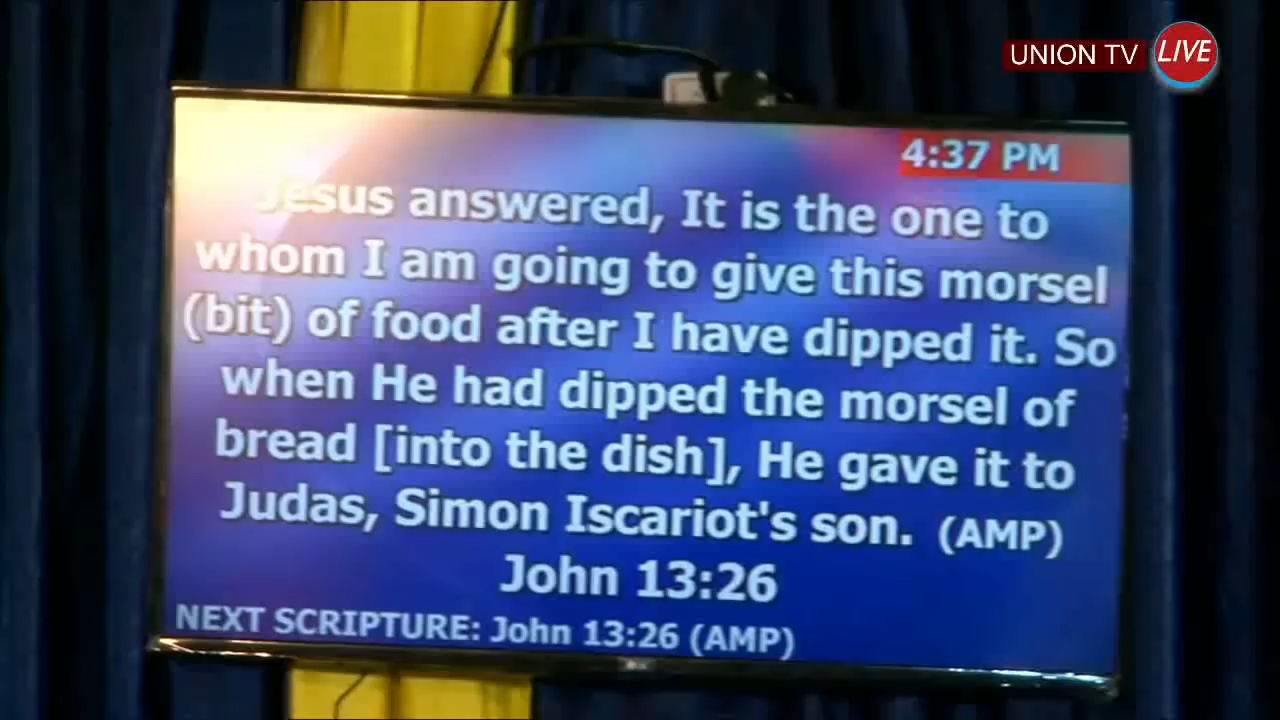 UNION TV LIVE
4:37 PM
Jesus answered, It is the one to
whom I am going to give this morsel
(bit) of food after I have dipped it. So
when He had dipped the morsel of
bread [into the dish], He gave it to
Judas, Simon Iscariot's son. (AMP)
John 13:26
NEXT SCRIPTURE: John 13:26 (AMP)